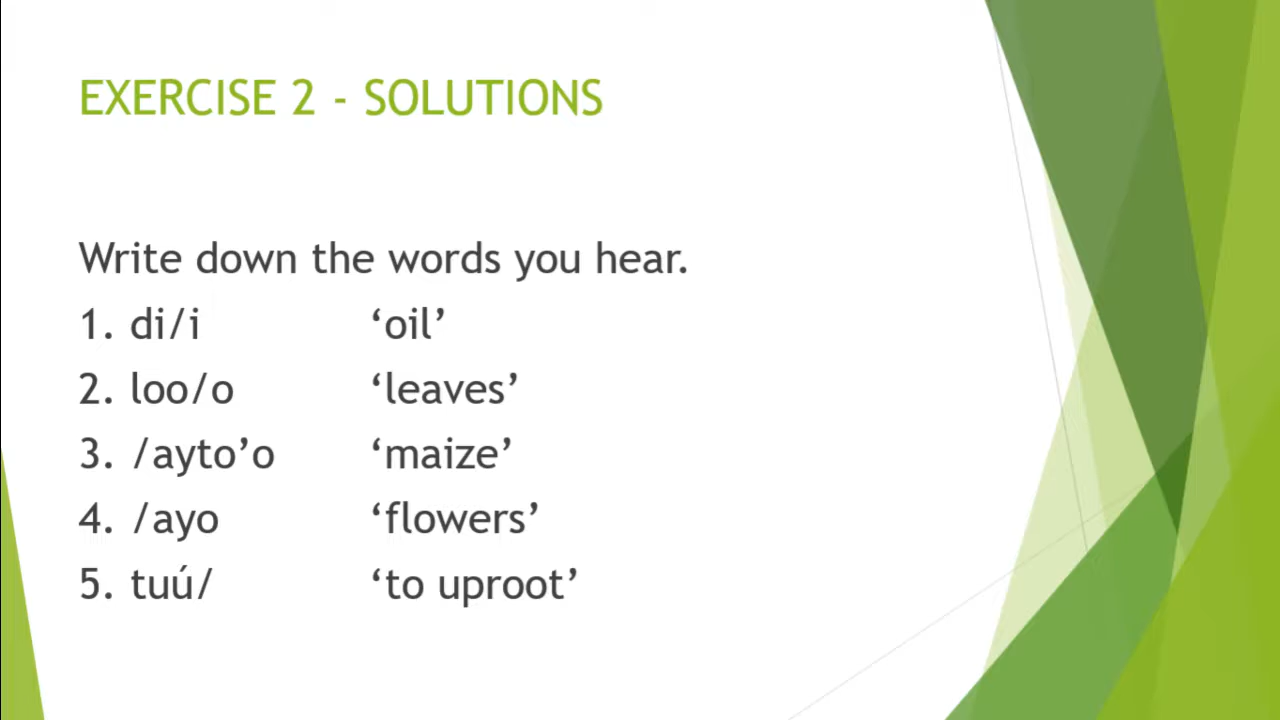 EXERCISE 2 - SOLUTIONS
Write down the words you hear.
1. di/i ‘oil’
2. loo/o ‘leaves’
3. /ayto’o ‘maize’
4. /ayo ‘flowers’
5. tuú/ ‘to uproot’